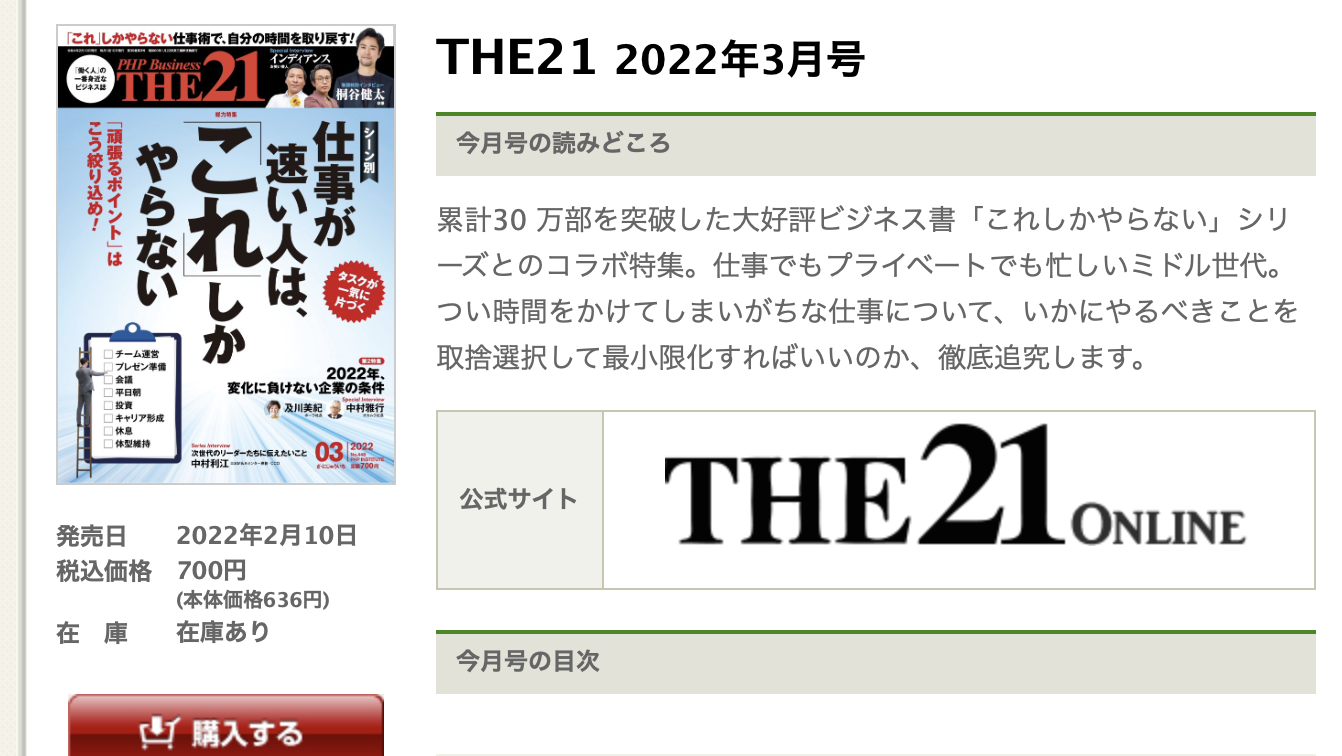 「これ」しかやらない仕事術で、自分の時間を取り戻す!
「働く人」の
一番身近な
ビジネス誌
PHP Business
THE21
Special Interview
インディアンス
桐谷健太
総力特集
シーン別
仕事が
速い人は、
「これ」しか
やらない
「頑張るポイント」は
こう絞り込め!
タスクが
一気に
片づく
チーム運営
プレゼン準備
会議
平日朝
投資
キャリア形成
休息
体型維持
第2特集
2022年、
変化に負けない企業の条件
Special Interview
及川美紀
中村雅行
Series Interview
次世代のリーダーたちに伝えたいこと
中村利江
03
2022
PHP INSTITUTE
定価700円
THE21 2022年3月号
今月号の読みどころ
累計30 万部を突破した大好評ビジネス書「これしかやらない」シリ
ーズとのコラボ特集。仕事でもプライベートでも忙しいミドル世代。
つい時間をかけてしまいがちな仕事について、いかにやるべきことを
取捨選択して最小限化すればいいのか、徹底追究します。
公式サイト
THE21 ONLINE
発売日 2022年2月10日
税込価格 700円
(本体価格636円)
在 庫 在庫あり
購入する
今月号の目次